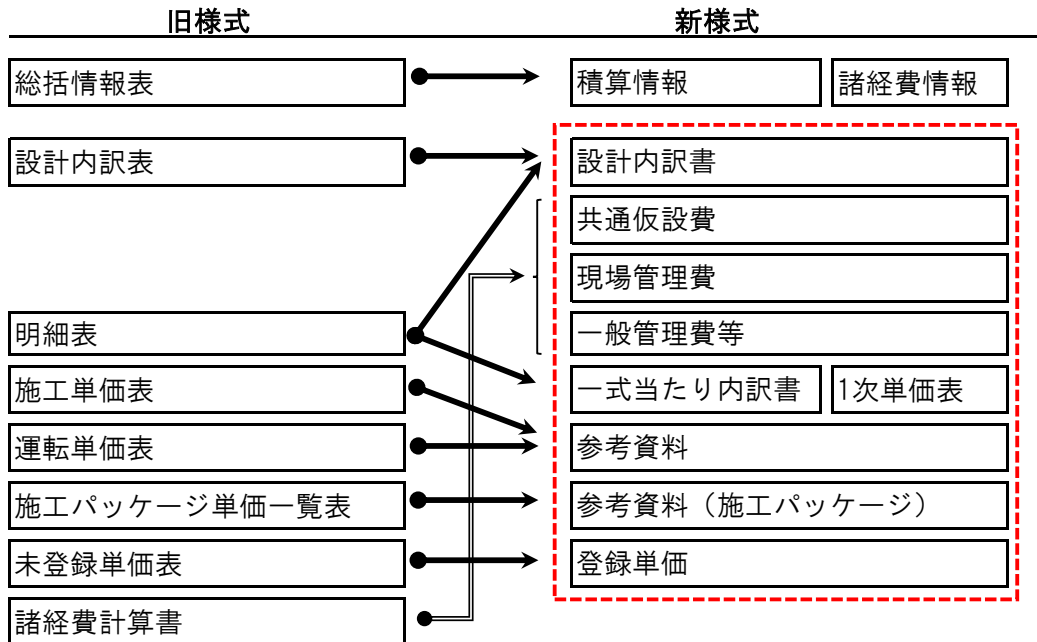 旧様式 新様式
総括情報表 積算情報 諸経費情報
設計内訳表 設計内訳書
共通仮設費
現場管理費
明細表 一般管理費等
施工単価表 一式当たり内訳書 1次単価表
運転単価表 参考資料
施工パッケージ単価一覧表 参考資料（施工パッケージ）
未登録単価表 登録単価
諸経費計算書